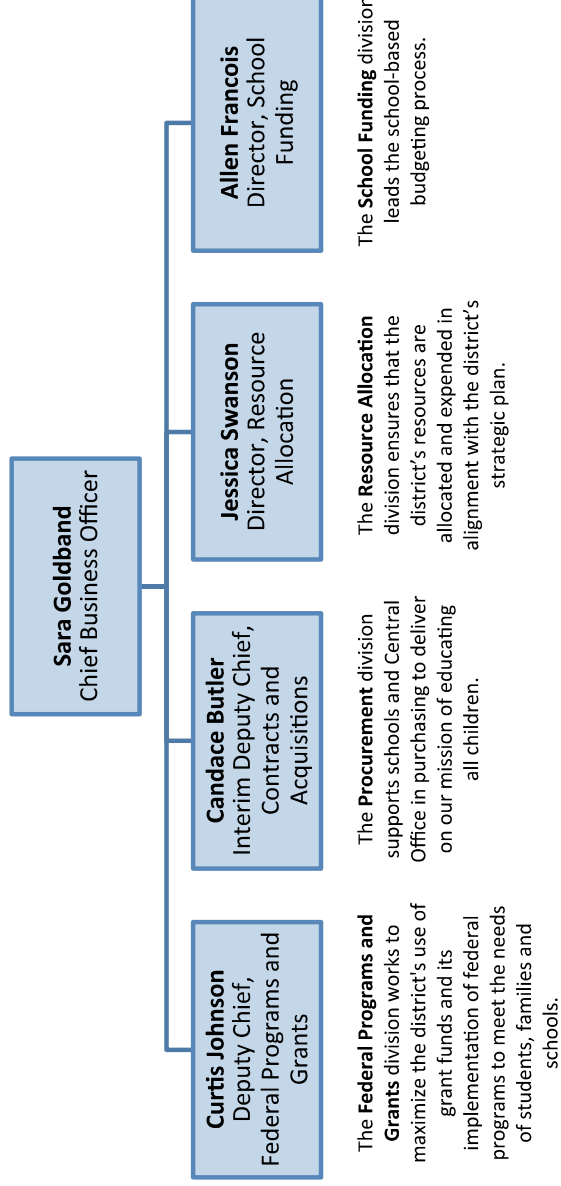 Sara Goldband
Chief Business Officer
Curtis Johnson
Deputy Chief,
Federal Programs and
Grants
The Federal Programs and
Grants division works to
maximize the district's use of
grant funds and its
implementation of federal
programs to meet the needs
of students, families and
schools.
Candace Butler
Interim Deputy Chief,
Contracts and
Acquisitions
The Procurement division
supports schools and Central
Office in purchasing to deliver
on our mission of educating
all children.
Jessica Swanson
Director, Resource
Allocation
The Resource Allocation
division ensures that the
district’s resources are
allocated and expended in
alignment with the district’s
strategic plan.
Allen Francois
Director, School
Funding
The School Funding division
leads the school-based
budgeting process.